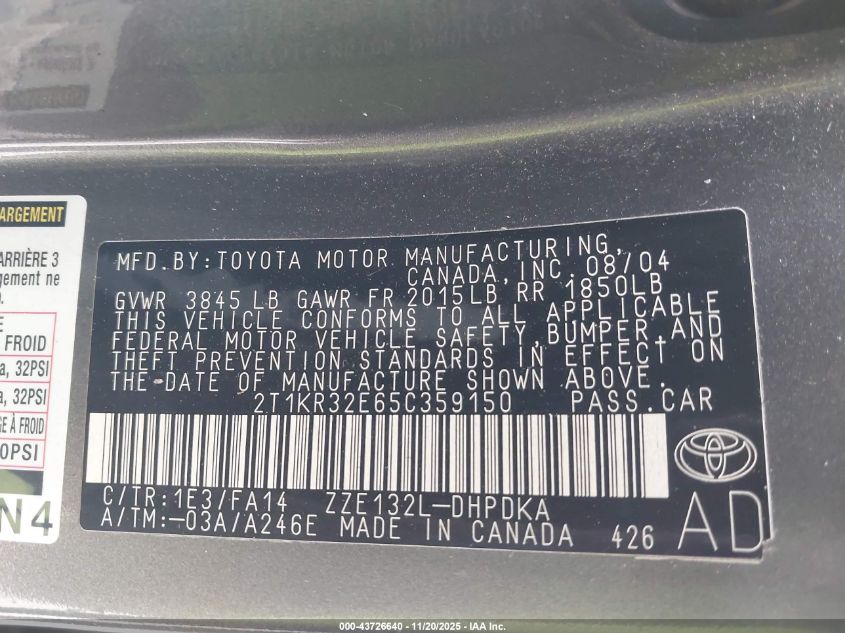 ARGEMENT
ARRIÈRE 3
gement ne
FROID
a, 32PSI
a, 32PSI
E À FROID
0PSI
N4
MFD.BY:TOYOTA MOTOR MANUFACTURING,
CANADA, INC. 08/04
GVWR 3845 LB GAWR FR 2015LB RR 1850LB
THIS VEHICLE CONFORMS TO ALL APPLICABLE
FEDERAL MOTOR VEHICLE SAFETY,BUMPER,AND
THEFT PREVENTION STANDARDS IN EFFECT ON
THE DATE OF MANUFACTURE SHOWN ABOVE.
2T1KR32E65C359150 PASS.CAR
C/TR:1E3/FA14 ZZE132L-DHPDKA
A/TM:-03A/A246E MADE IN CANADA 426
AD
000-43726640 - 11/20/2025 - IAA Inc.